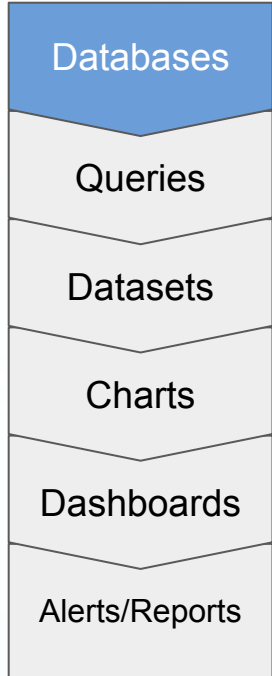 Databases
Queries
Datasets
Charts
Dashboards
Alerts/Reports